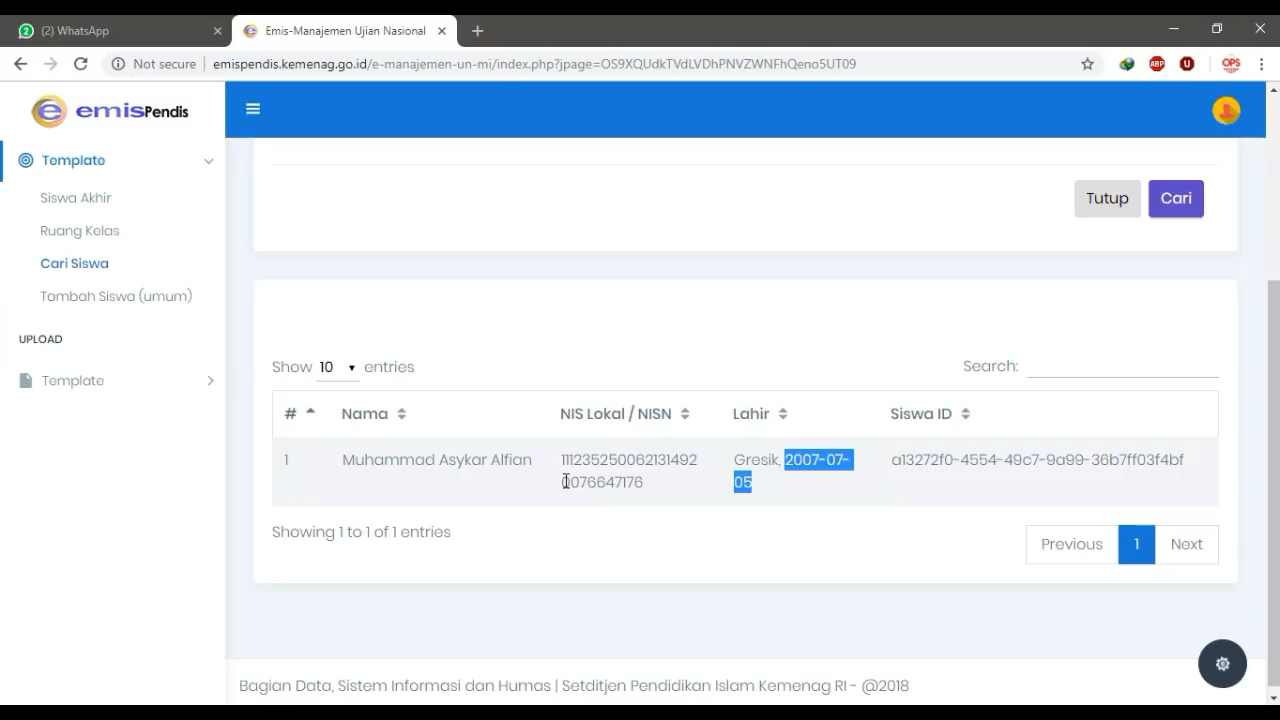 (2) WhatsApp
Emis-Manajemen Ujian Nasional
Not secure | emispendis.kemenag.go.id/e-manajemen-un-mi/index.php?jpage=OS9XQUdkTVdLVDhPNVZWNFhQeno5UT09
ABP
OPS
emisPendis
Template
Siswa Akhir
Ruang Kelas
Cari Siswa
Tambah Siswa (umum)
UPLOAD
Template
Tutup Cari
Show 10 entries
Search:
# Nama NIS Lokal / NISN Lahir Siswa ID
1 Muhammad Asykar Alfian 111235250062131492 Gresik, 2007-07- a13272f0-4554-49c7-9a99-36b7ff03f4bf
0076647176 05
Showing 1 to 1 of 1 entries
Previous 1 Next
Bagian Data, Sistem Informasi dan Humas | Setditjen Pendidikan Islam Kemenag RI - @2018